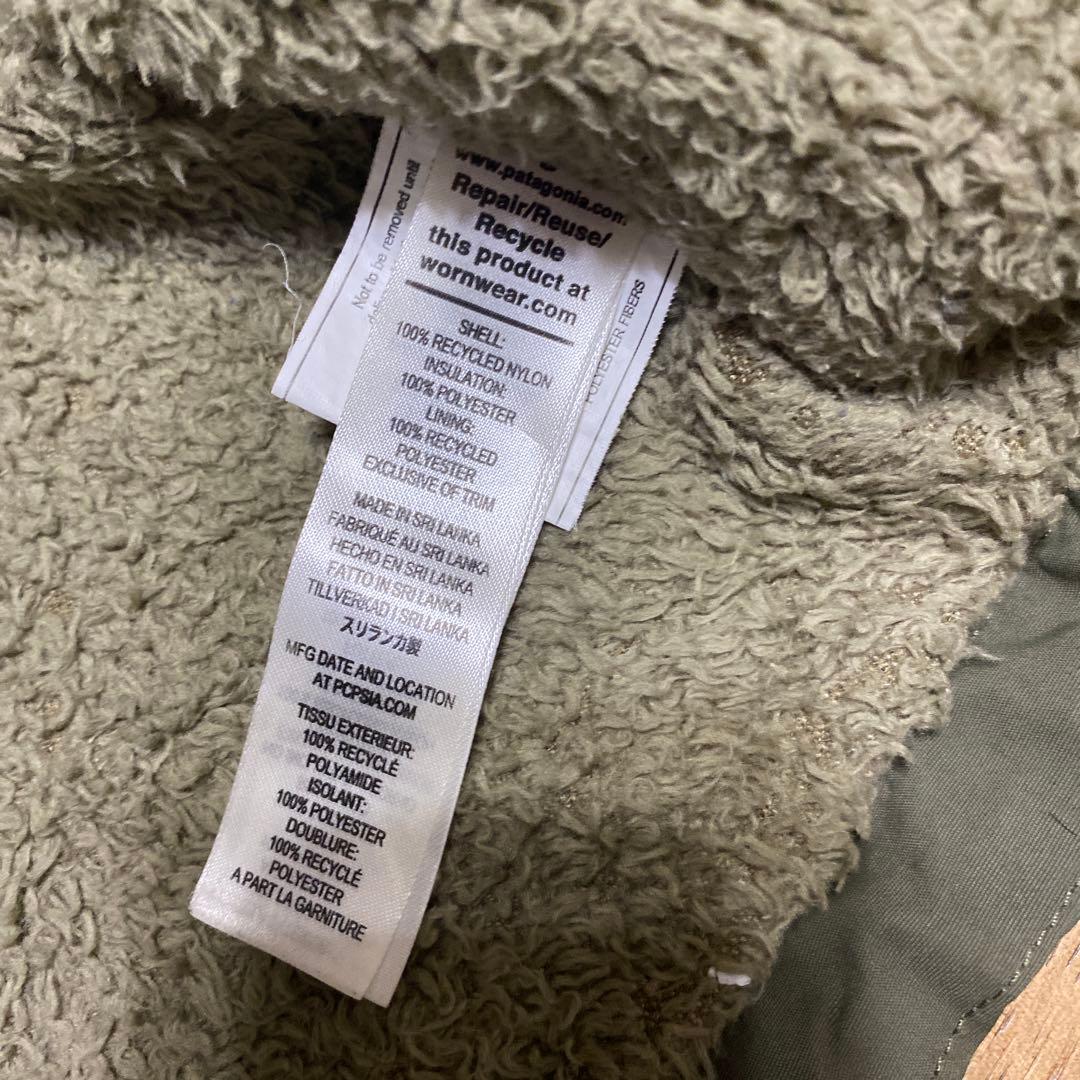 www.patagonia.com
Repair/Reuse/
Recycle
this product at
wornwear.com
SHELL:
100% RECYCLED NYLON
INSULATION:
100% POLYESTER
LINING:
100% RECYCLED
POLYESTER
EXCLUSIVE OF TRIM
MADE IN SRI LANKA
FABRIQUÉ AU SRI LANKA
HECHO EN SRI LANKA
FATTO IN SRI LANKA
TILLVERKAD I SRI LANKA
スリランカ製
MFG DATE AND LOCATION
AT PCPSIA.COM
TISSU EXTERIEUR:
100% RECYCLÉ
POLYAMIDE
ISOLANT:
100% POLYESTER
DOUBLURE:
100% RECYCLÉ
POLYESTER
A PART LA GARNITURE
Not to be removed until
POLYESTER FIBERS